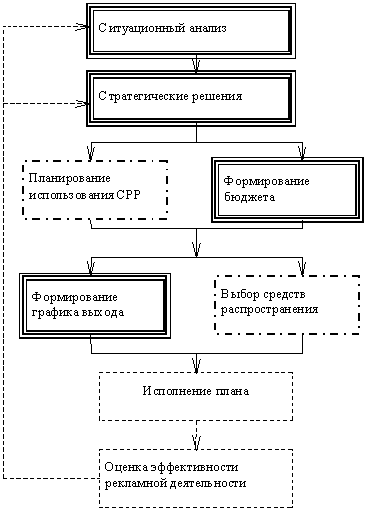 Ситуационный анализ
Стратегические решения
Планирование
использования СРР
Формирование
бюджета
Формирование
графика выхода
Выбор средств
распространения
Исполнение плана
Оценка эффективности
рекламной деятельности